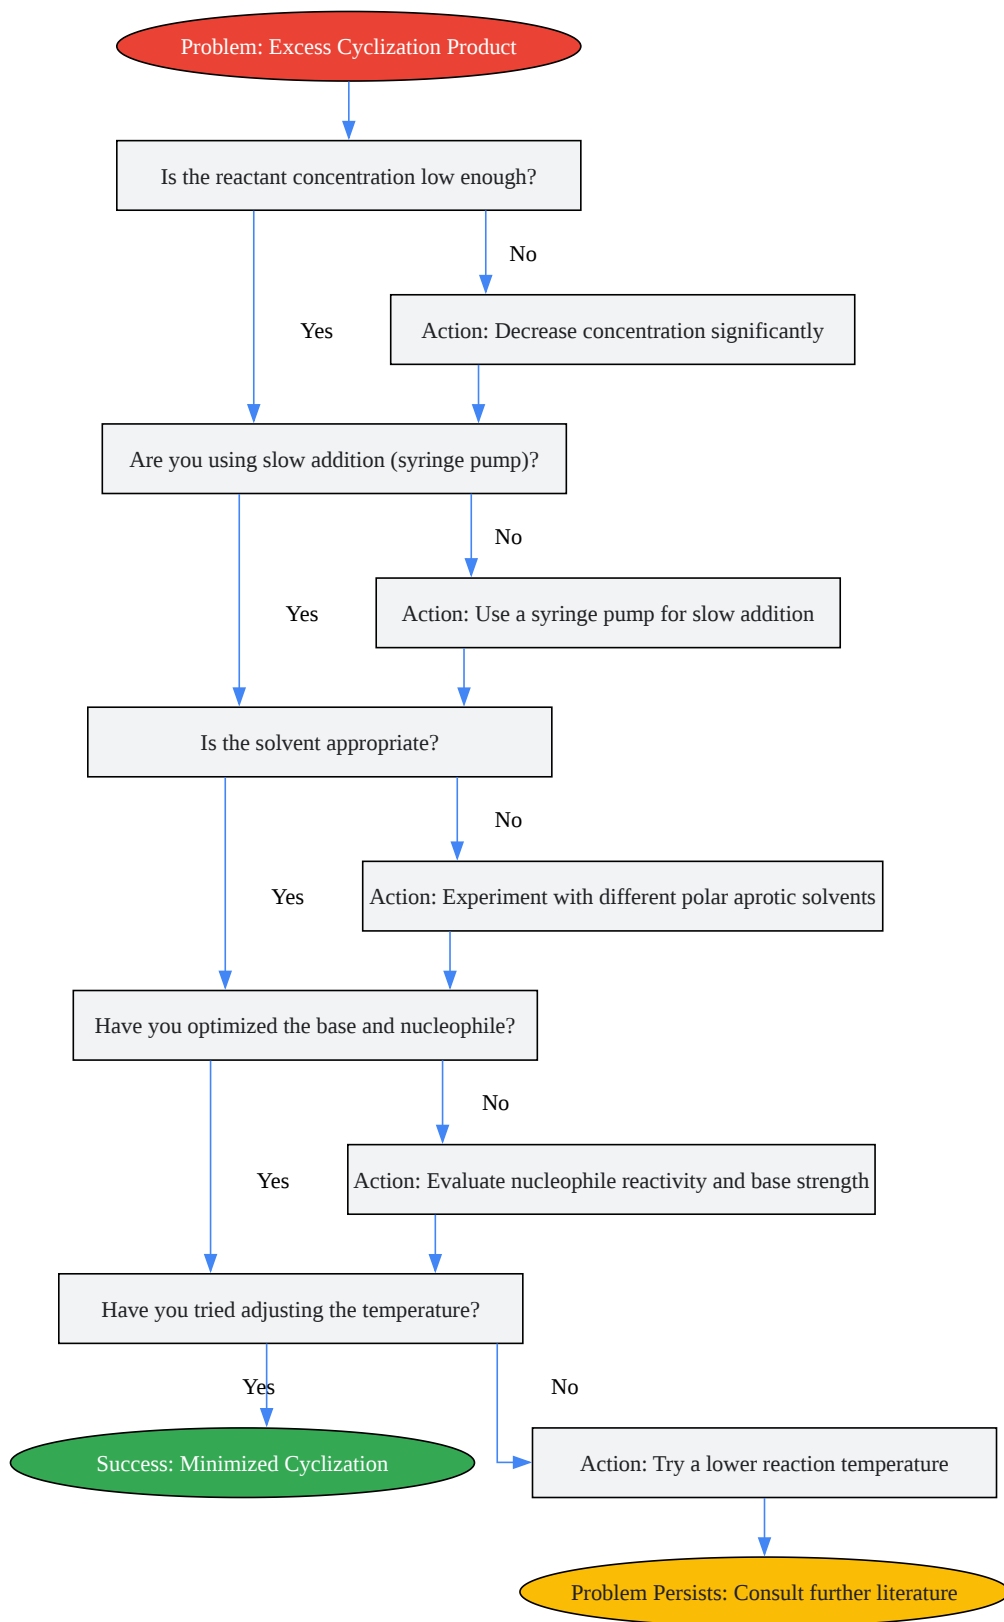 Problem: Excess Cyclization Product
Is the reactant concentration low enough?
No
Yes
Action: Decrease concentration significantly
Are you using slow addition (syringe pump)?
No
Yes
Action: Use a syringe pump for slow addition
Is the solvent appropriate?
No
Yes
Action: Experiment with different polar aprotic solvents
Have you optimized the base and nucleophile?
No
Yes
Action: Evaluate nucleophile reactivity and base strength
Have you tried adjusting the temperature?
Yes
No
Success: Minimized Cyclization
Action: Try a lower reaction temperature
Problem Persists: Consult further literature